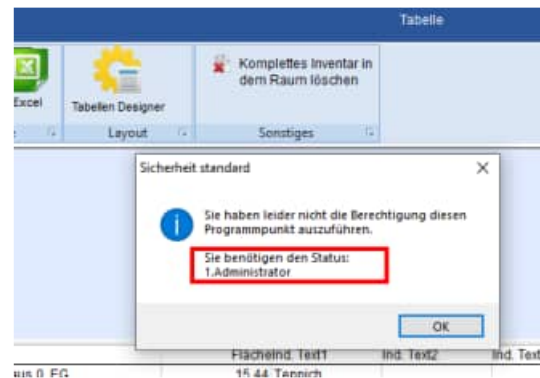 Tabelle
Excel
Tabellen Designer
Komplettes Inventar in
dem Raum löschen
Layout
Sonstiges
Sicherheit standard
Sie haben leider nicht die Berechtigung diesen
Programmpunkt auszuführen.
Sie benötigen den Status:
1.Administrator
OK
Flächeind. Text1
Ind. Text2
Ind. Text
aus 0. EG
15,44 Teppich